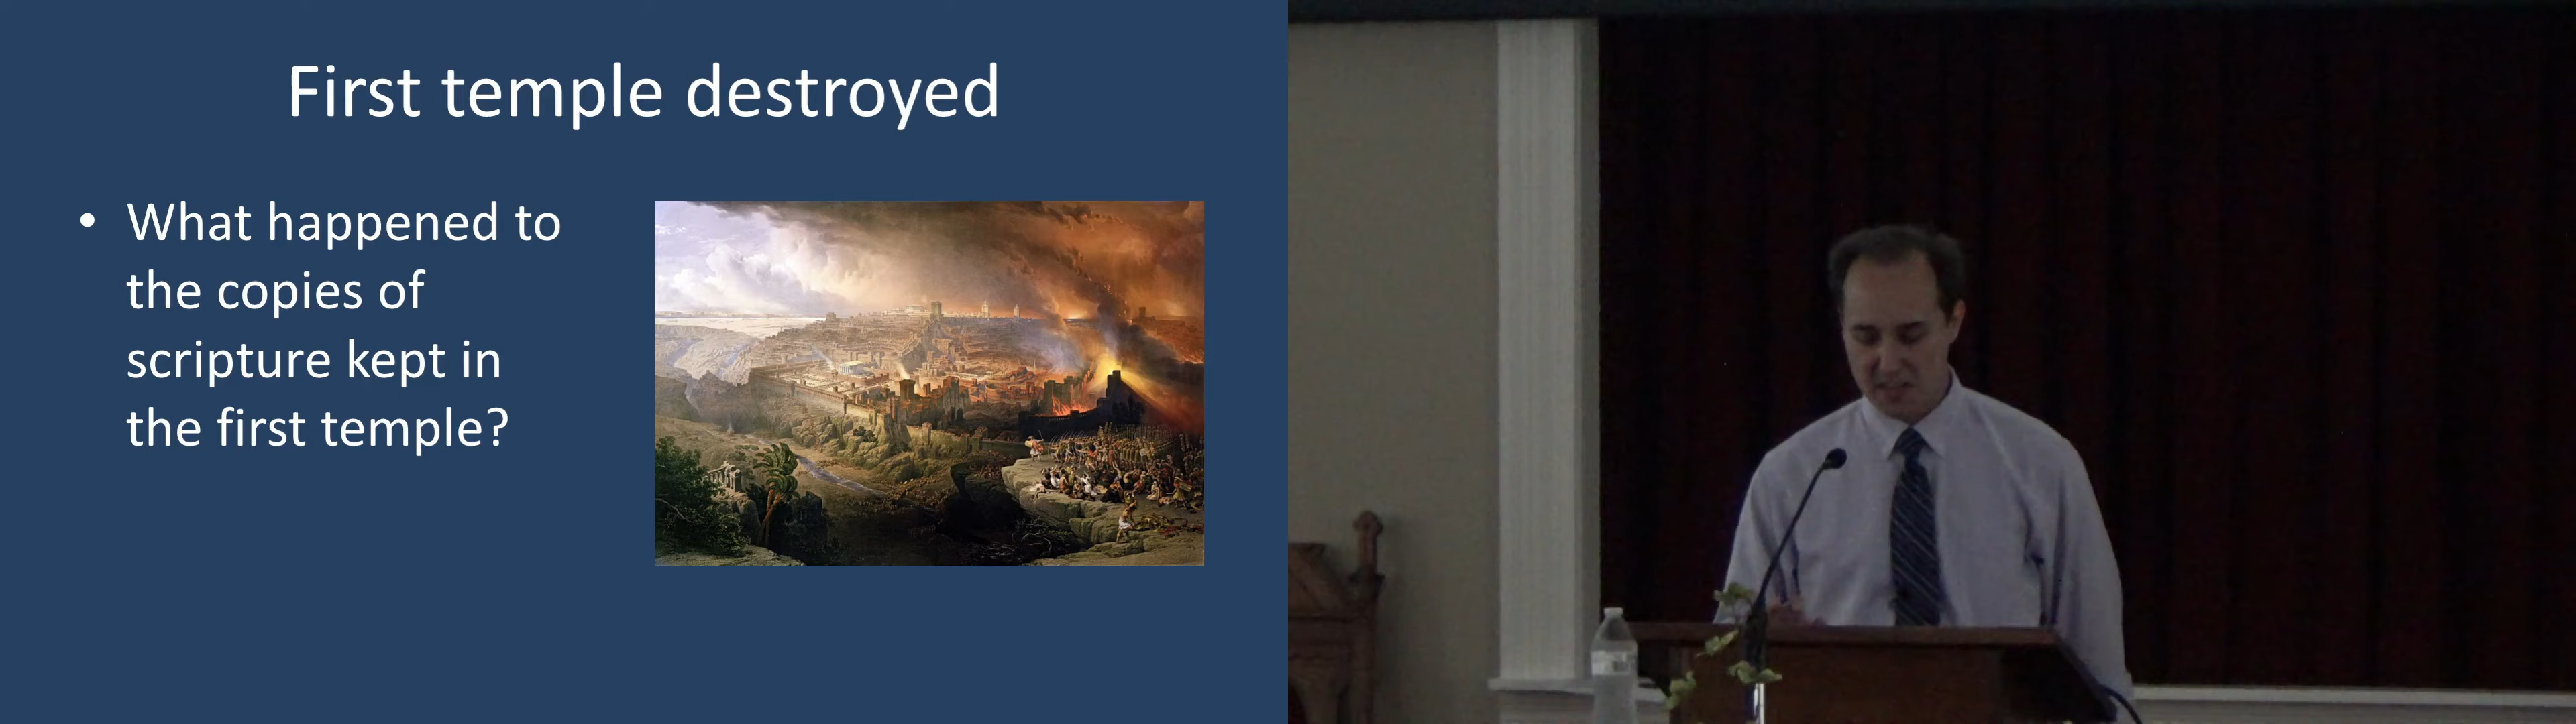 First temple destroyed
• What happened to
the copies of
scripture kept in
the first temple?